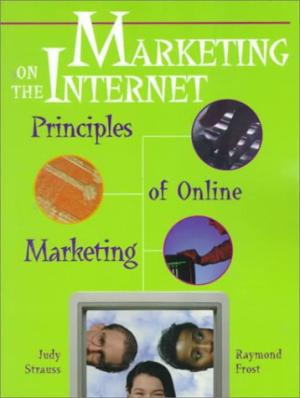 MARKETING
ON THE INTERNET
Principles
of Online
Marketing
Judy Strauss
Raymond Frost